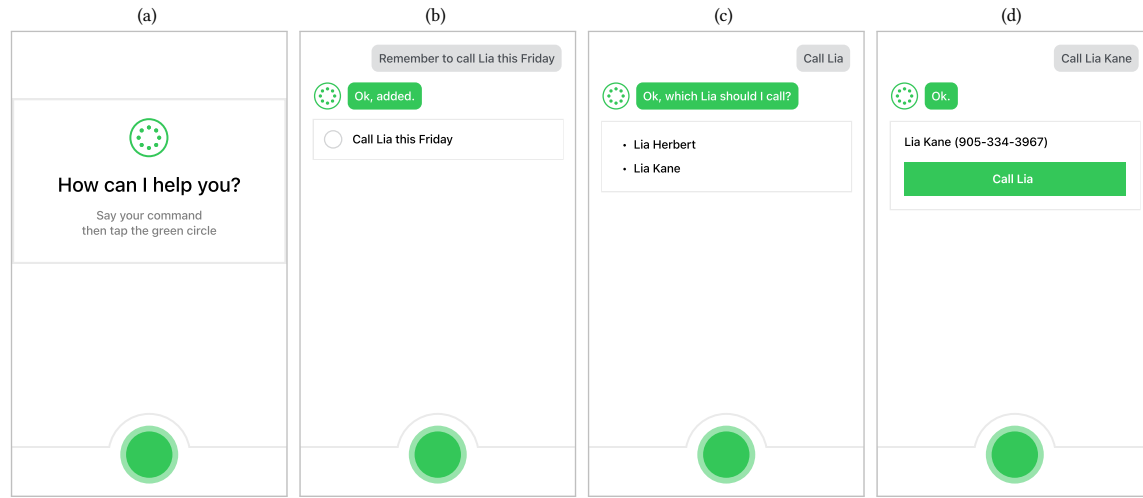 (a)
How can I help you?
Say your command
then tap the green circle
(b)
Remember to call Lia this Friday
Ok, added.
Call Lia this Friday
(c)
Call Lia
Ok, which Lia should I call?
• Lia Herbert
• Lia Kane
(d)
Call Lia Kane
Ok.
Lia Kane (905-334-3967)
Call Lia